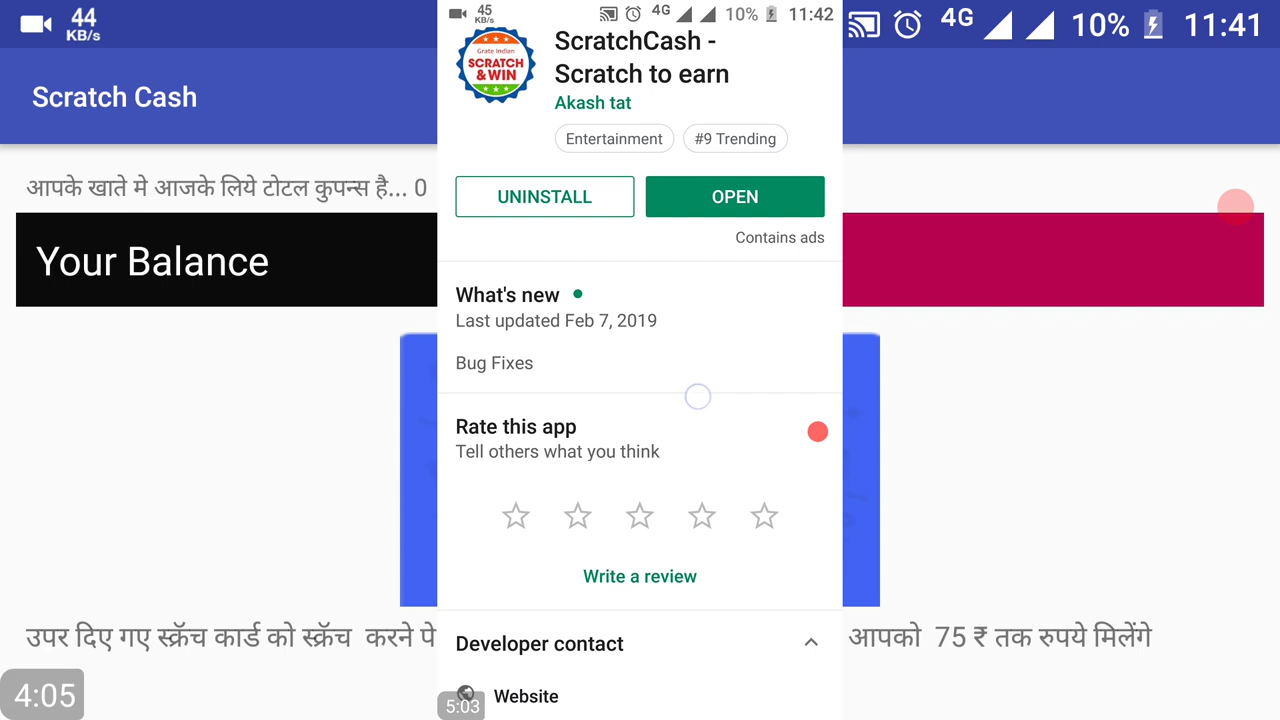 44
KB/s
Scratch Cash
आपके खाते मे आजके लिये टोटल कुपन्स है... 0
Your Balance
उपर दिए गए स्क्रॅच कार्ड को स्क्रॅच करने पे
4:05
45
KB/s
4G
10%
11:42
Grate Indian
SCRATCH
& WIN
ScratchCash -
Scratch to earn
Akash tat
Entertainment
#9 Trending
UNINSTALL
OPEN
Contains ads
What's new
Last updated Feb 7, 2019
Bug Fixes
Rate this app
Tell others what you think
Write a review
Developer contact
Website
5:03
4G
10%
11:41
आपको 75 ₹ तक रुपये मिलेंगे